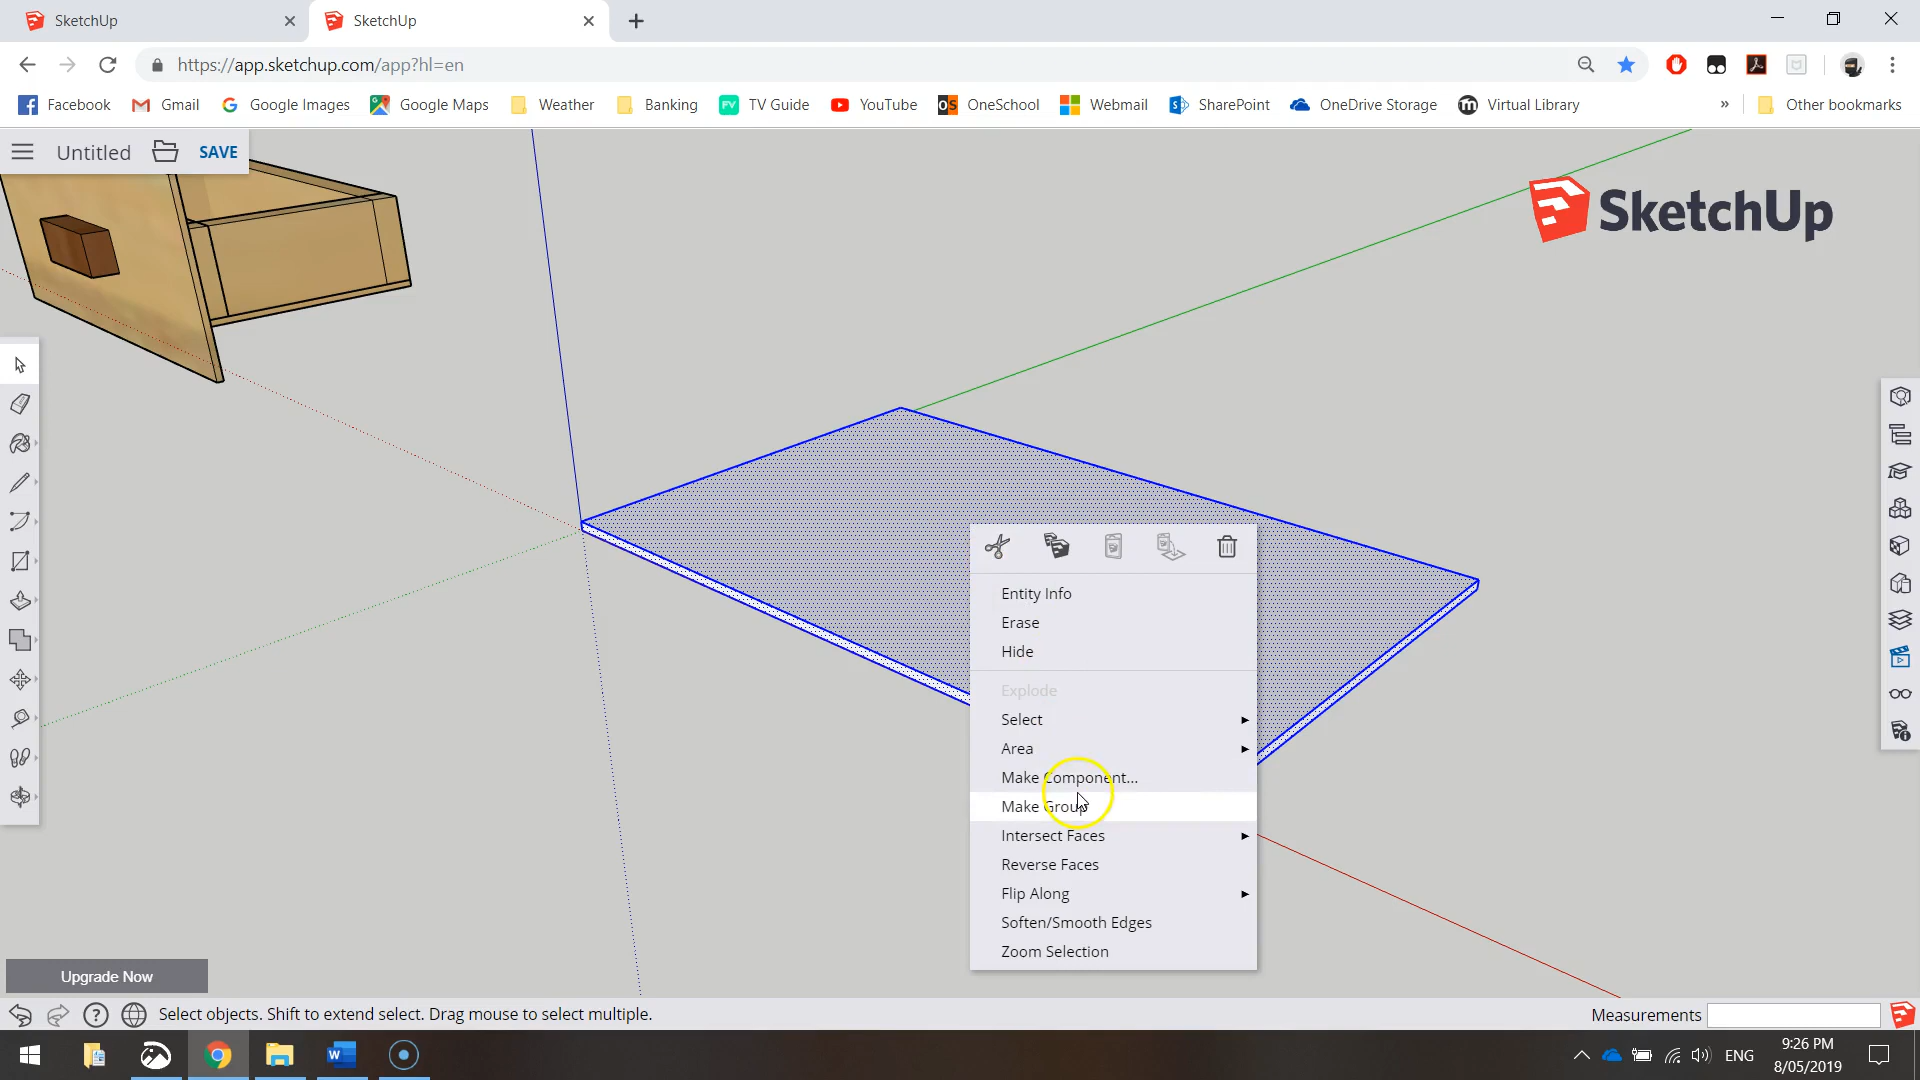 SketchUp
SketchUp
https://app.sketchup.com/app?hl=en
Facebook
Gmail
Google Images
Google Maps
Weather
Banking
TV Guide
YouTube
OneSchool
Webmail
SharePoint
OneDrive Storage
Virtual Library
»
Other bookmarks
Untitled
SAVE
SketchUp
Entity Info
Erase
Hide
Explode
Select
Area
Make Component...
Make Group
Intersect Faces
Reverse Faces
Flip Along
Soften/Smooth Edges
Zoom Selection
Upgrade Now
Select objects. Shift to extend select. Drag mouse to select multiple.
Measurements
ENG
9:26 PM
8/05/2019